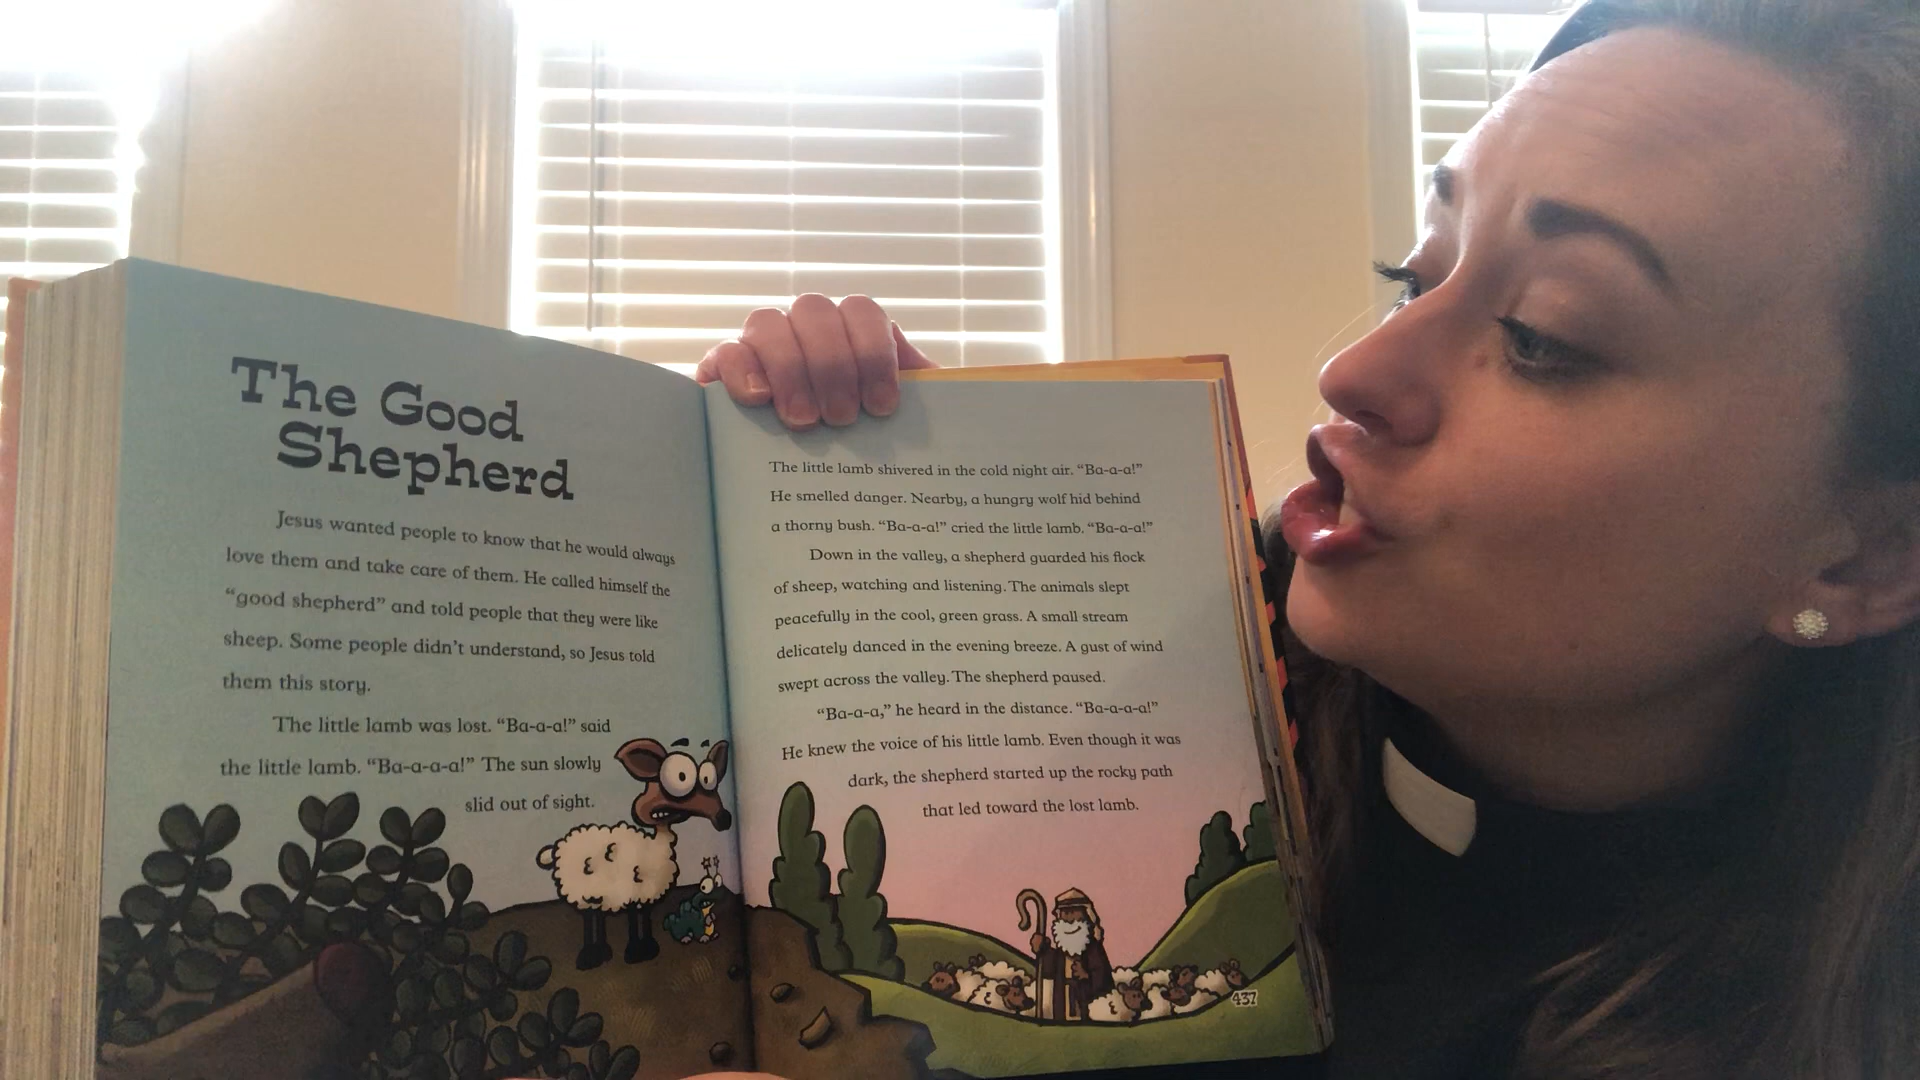 The Good
Shepherd
Jesus wanted people to know that he would always
love them and take care of them. He called himself the
“good shepherd” and told people that they were like
sheep. Some people didn’t understand, so Jesus told
them this story.
The little lamb was lost. “Ba-a-a!” said
the little lamb. “Ba-a-a-a!” The sun slowly
slid out of sight.
The little lamb shivered in the cold night air. “Ba-a-a!”
He smelled danger. Nearby, a hungry wolf hid behind
a thorny bush. “Ba-a-a!” cried the little lamb. “Ba-a-a!”
Down in the valley, a shepherd guarded his flock
of sheep, watching and listening. The animals slept
peacefully in the cool, green grass. A small stream
delicately danced in the evening breeze. A gust of wind
swept across the valley. The shepherd paused.
“Ba-a-a,” he heard in the distance. “Ba-a-a-a!”
He knew the voice of his little lamb. Even though it was
dark, the shepherd started up the rocky path
that led toward the lost lamb.
437